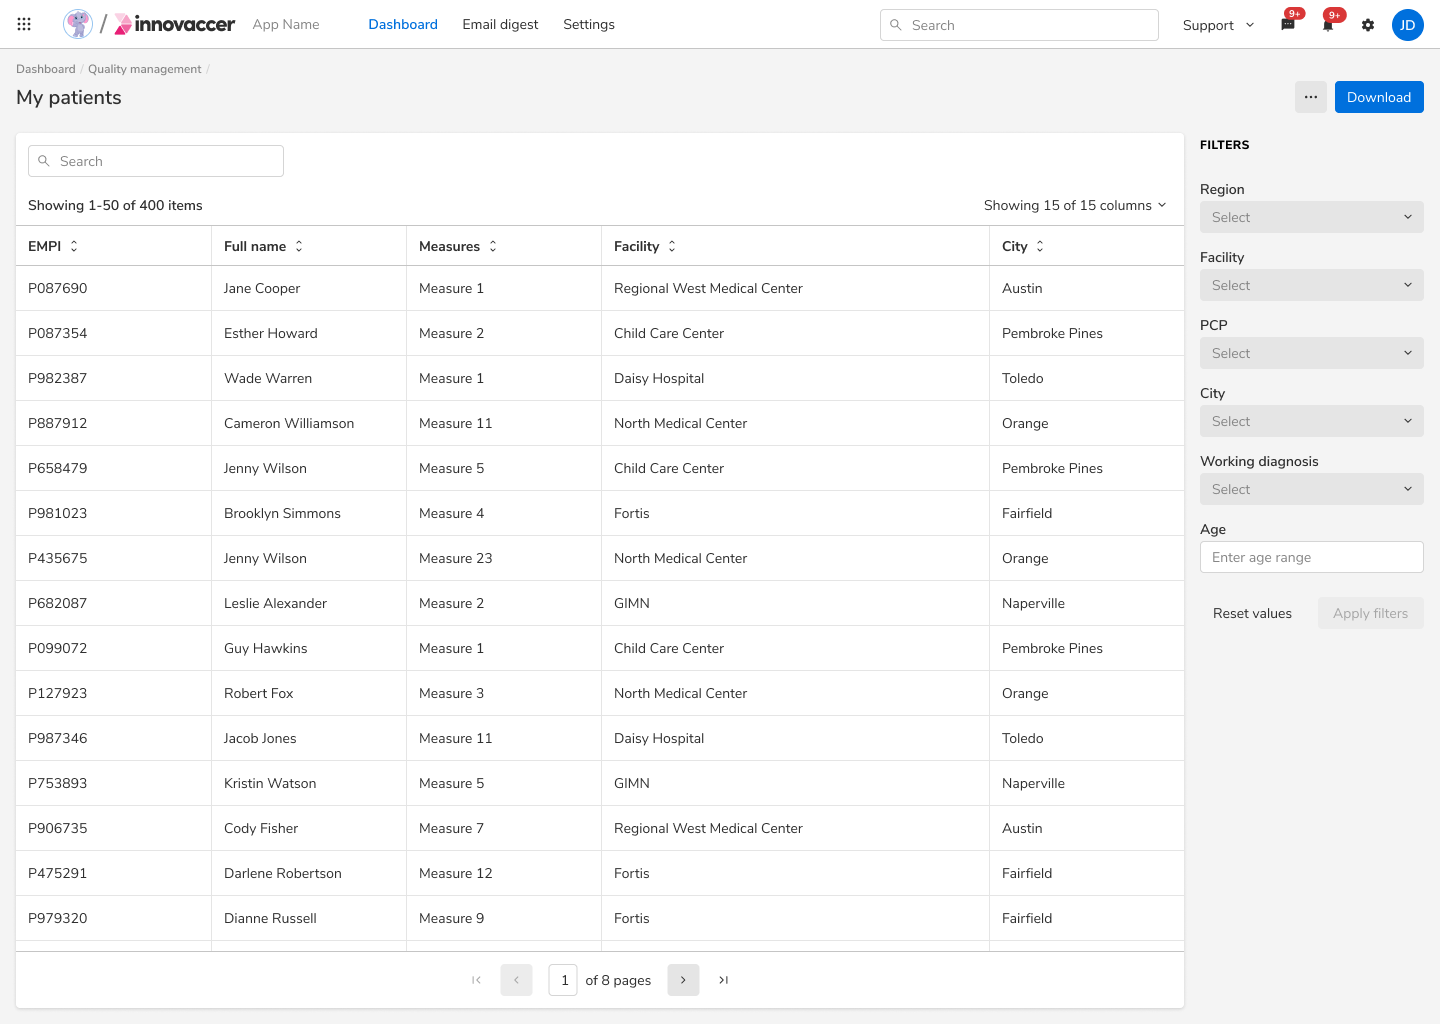 / innovaccer App Name Dashboard Email digest Settings Search Support 9+ 9+ JD
Dashboard / Quality management /
My patients
... Download
Search
Showing 1-50 of 400 items
Showing 15 of 15 columns
EMPI Full name Measures Facility City
P087690 Jane Cooper Measure 1 Regional West Medical Center Austin
P087354 Esther Howard Measure 2 Child Care Center Pembroke Pines
P982387 Wade Warren Measure 1 Daisy Hospital Toledo
P887912 Cameron Williamson Measure 11 North Medical Center Orange
P658479 Jenny Wilson Measure 5 Child Care Center Pembroke Pines
P981023 Brooklyn Simmons Measure 4 Fortis Fairfield
P435675 Jenny Wilson Measure 23 North Medical Center Orange
P682087 Leslie Alexander Measure 2 GIMN Naperville
P099072 Guy Hawkins Measure 1 Child Care Center Pembroke Pines
P127923 Robert Fox Measure 3 North Medical Center Orange
P987346 Jacob Jones Measure 11 Daisy Hospital Toledo
P753893 Kristin Watson Measure 5 GIMN Naperville
P906735 Cody Fisher Measure 7 Regional West Medical Center Austin
P475291 Darlene Robertson Measure 12 Fortis Fairfield
P979320 Dianne Russell Measure 9 Fortis Fairfield
1 of 8 pages
FILTERS
Region
Select
Facility
Select
PCP
Select
City
Select
Working diagnosis
Select
Age
Enter age range
Reset values Apply filters